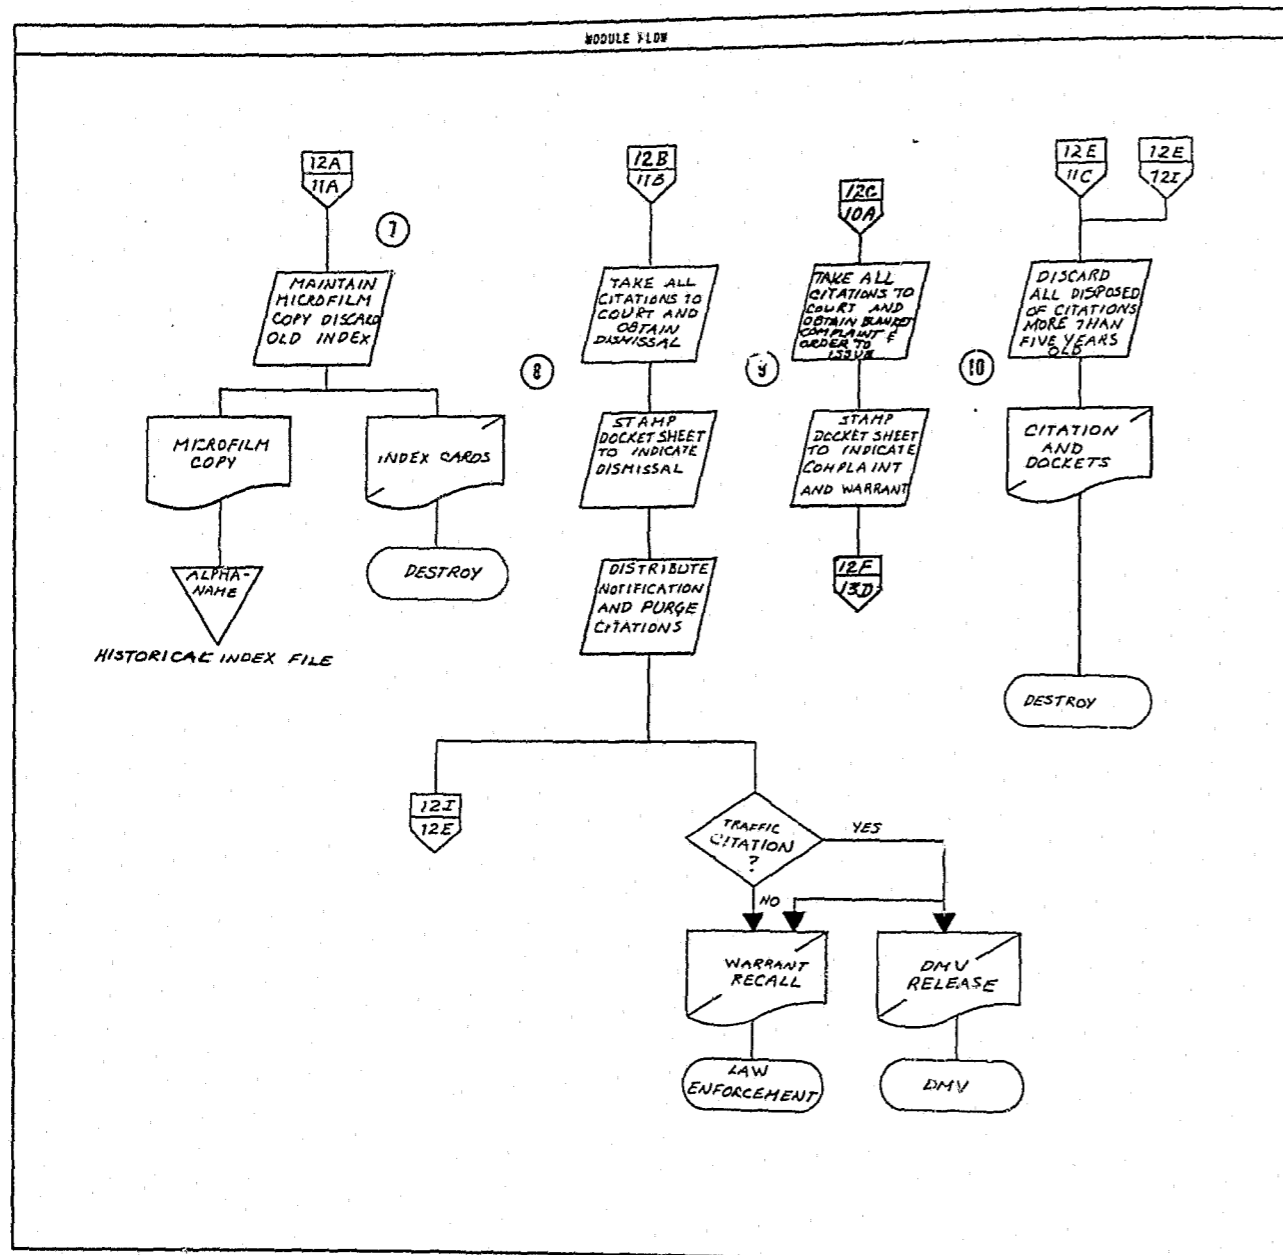 MODULE FLOW
12A
11A
7
MAINTAIN
MICROFILM
COPY DISCARD
OLD INDEX
MICROFILM
COPY
INDEX CARDS
ALPHA-
NAME
HISTORICAL INDEX FILE
DESTROY
12B
11B
TAKE ALL
CITATIONS TO
COURT AND
OBTAIN
DISMISSAL
8
STAMP
DOCKET SHEET
TO INDICATE
DISMISSAL
DISTRIBUTE
NOTIFICATION
AND PURGE
CITATIONS
12I
12E
TRAFFIC
CITATION
?
YES
NO
WARRANT
RECALL
DMV
RELEASE
LAW
ENFORCEMENT
DMV
12C
10A
TAKE ALL
CITATIONS TO
COURT AND
OBTAIN BLANKET
COMPLAINT &
ORDER TO
ISSUE
9
STAMP
DOCKET SHEET
TO INDICATE
COMPLAINT
AND WARRANT
12F
13D
12E
11C
12E
12I
DISCARD
ALL DISPOSED
OF CITATIONS
MORE THAN
FIVE YEARS
OLD
10
CITATION
AND
DOCKETS
DESTROY